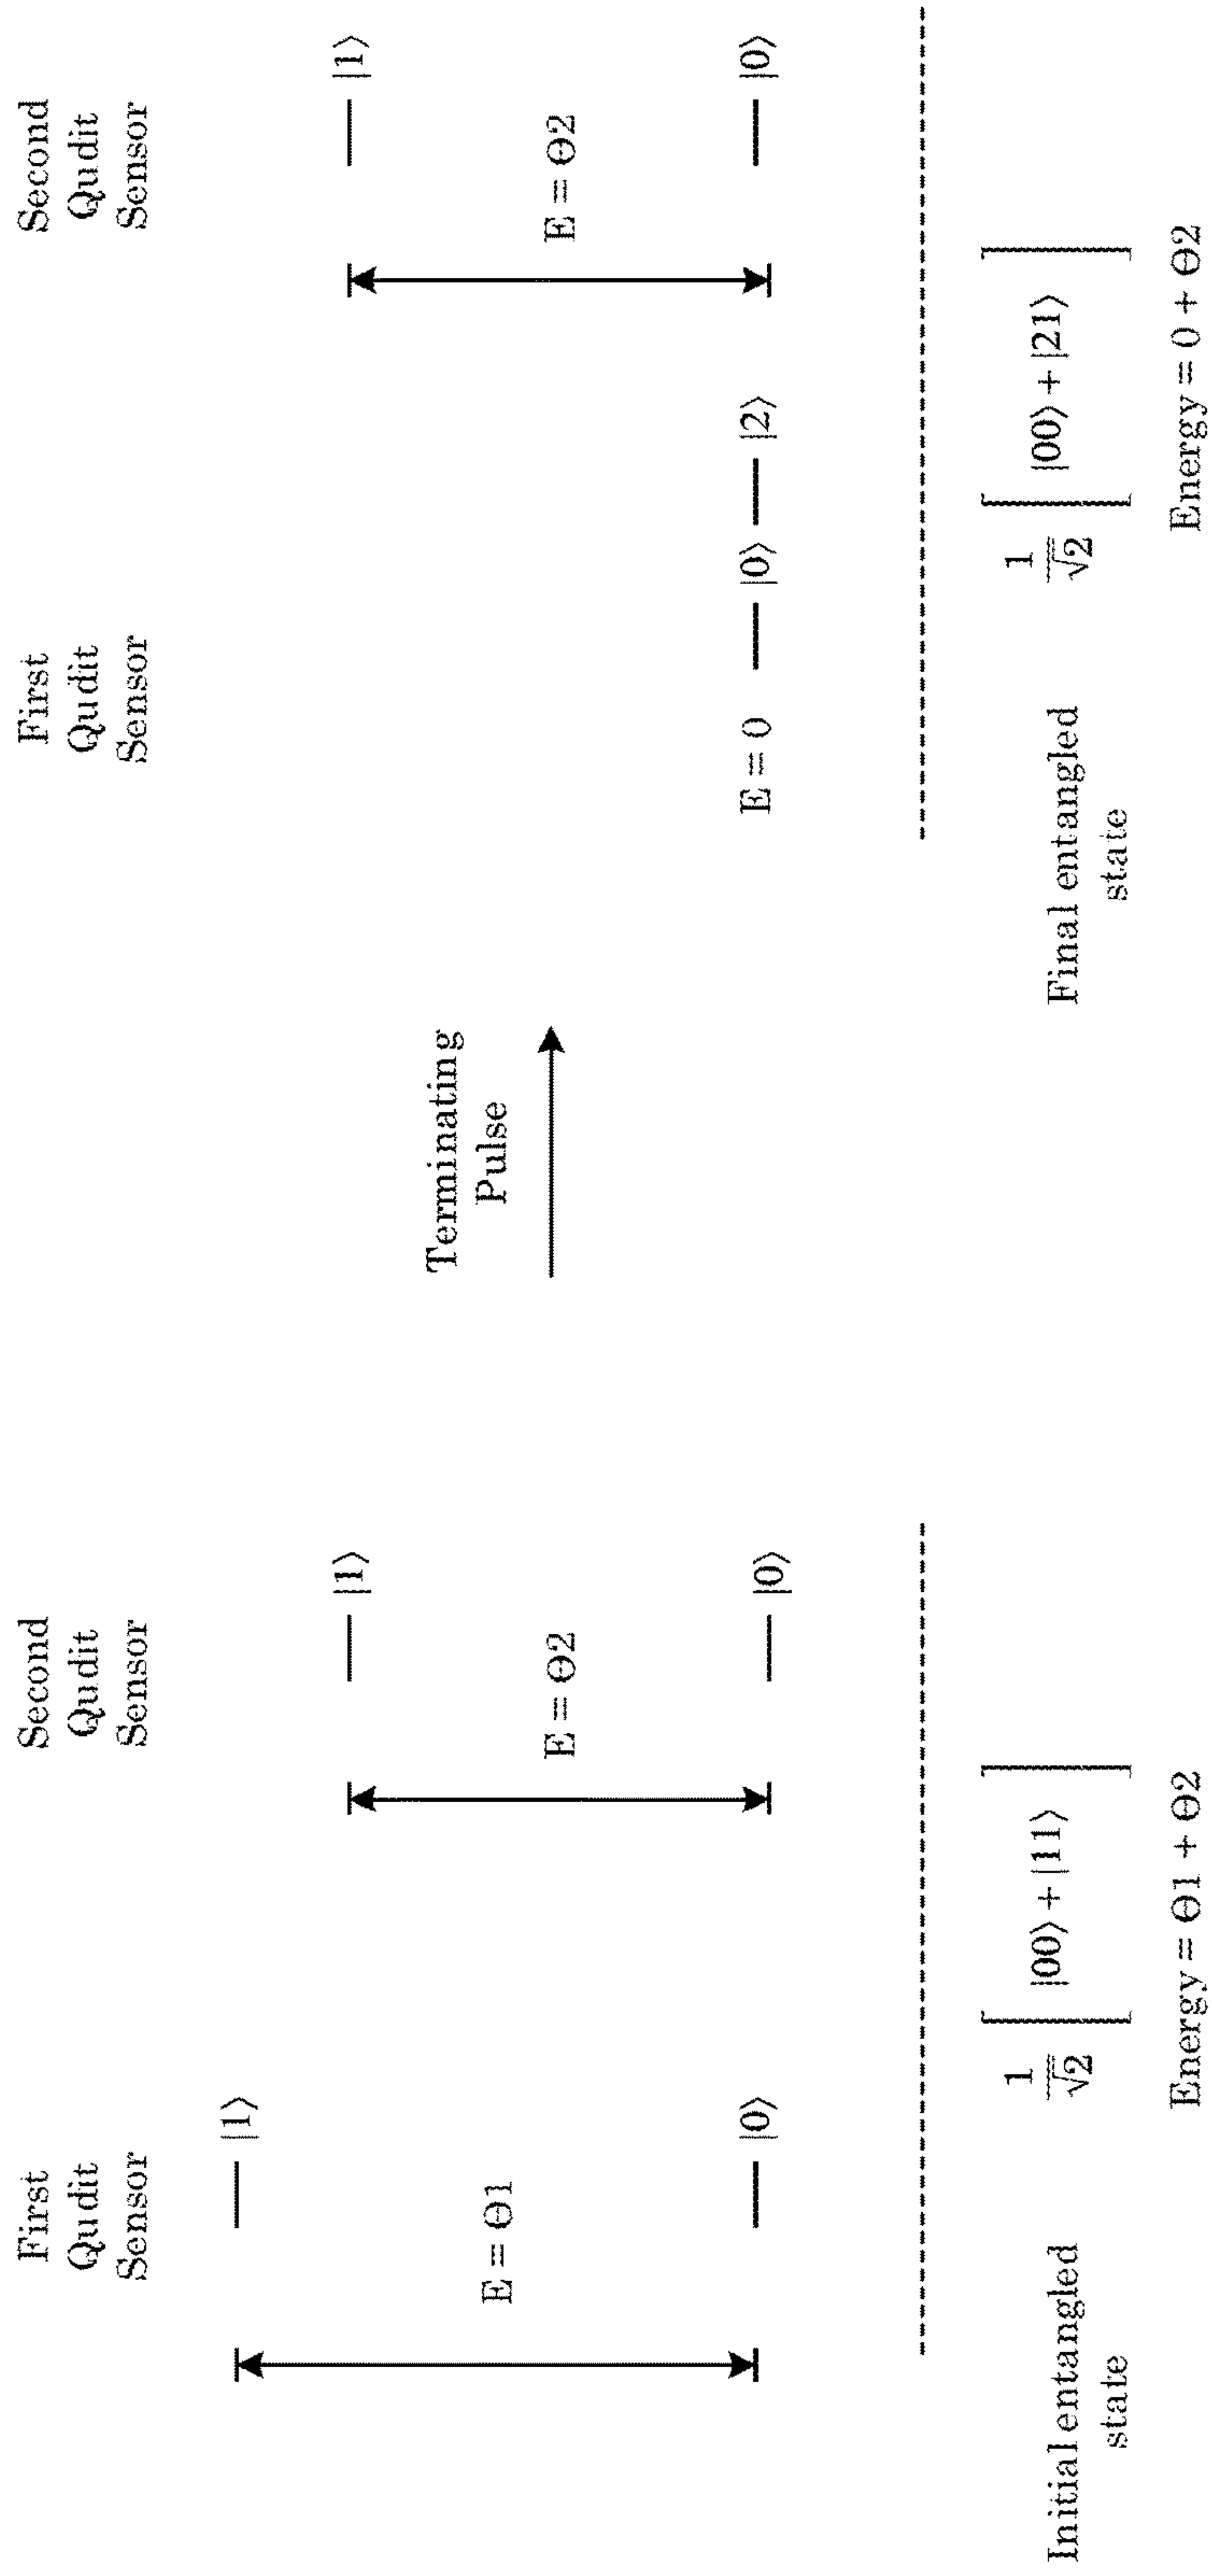 First
Qudit
Sensor
Second
Qudit
Sensor
|1⟩
|1⟩
E = Θ1
E = Θ2
|0⟩
|0⟩
Initial entangled
state
1/√2 [ |00⟩ + |11⟩ ]
Energy = Θ1 + Θ2
Terminating
Pulse
First
Qudit
Sensor
Second
Qudit
Sensor
|1⟩
E = Θ2
E = 0
|0⟩
|2⟩
|0⟩
Final entangled
state
1/√2 [ |00⟩ + |21⟩ ]
Energy = 0 + Θ2